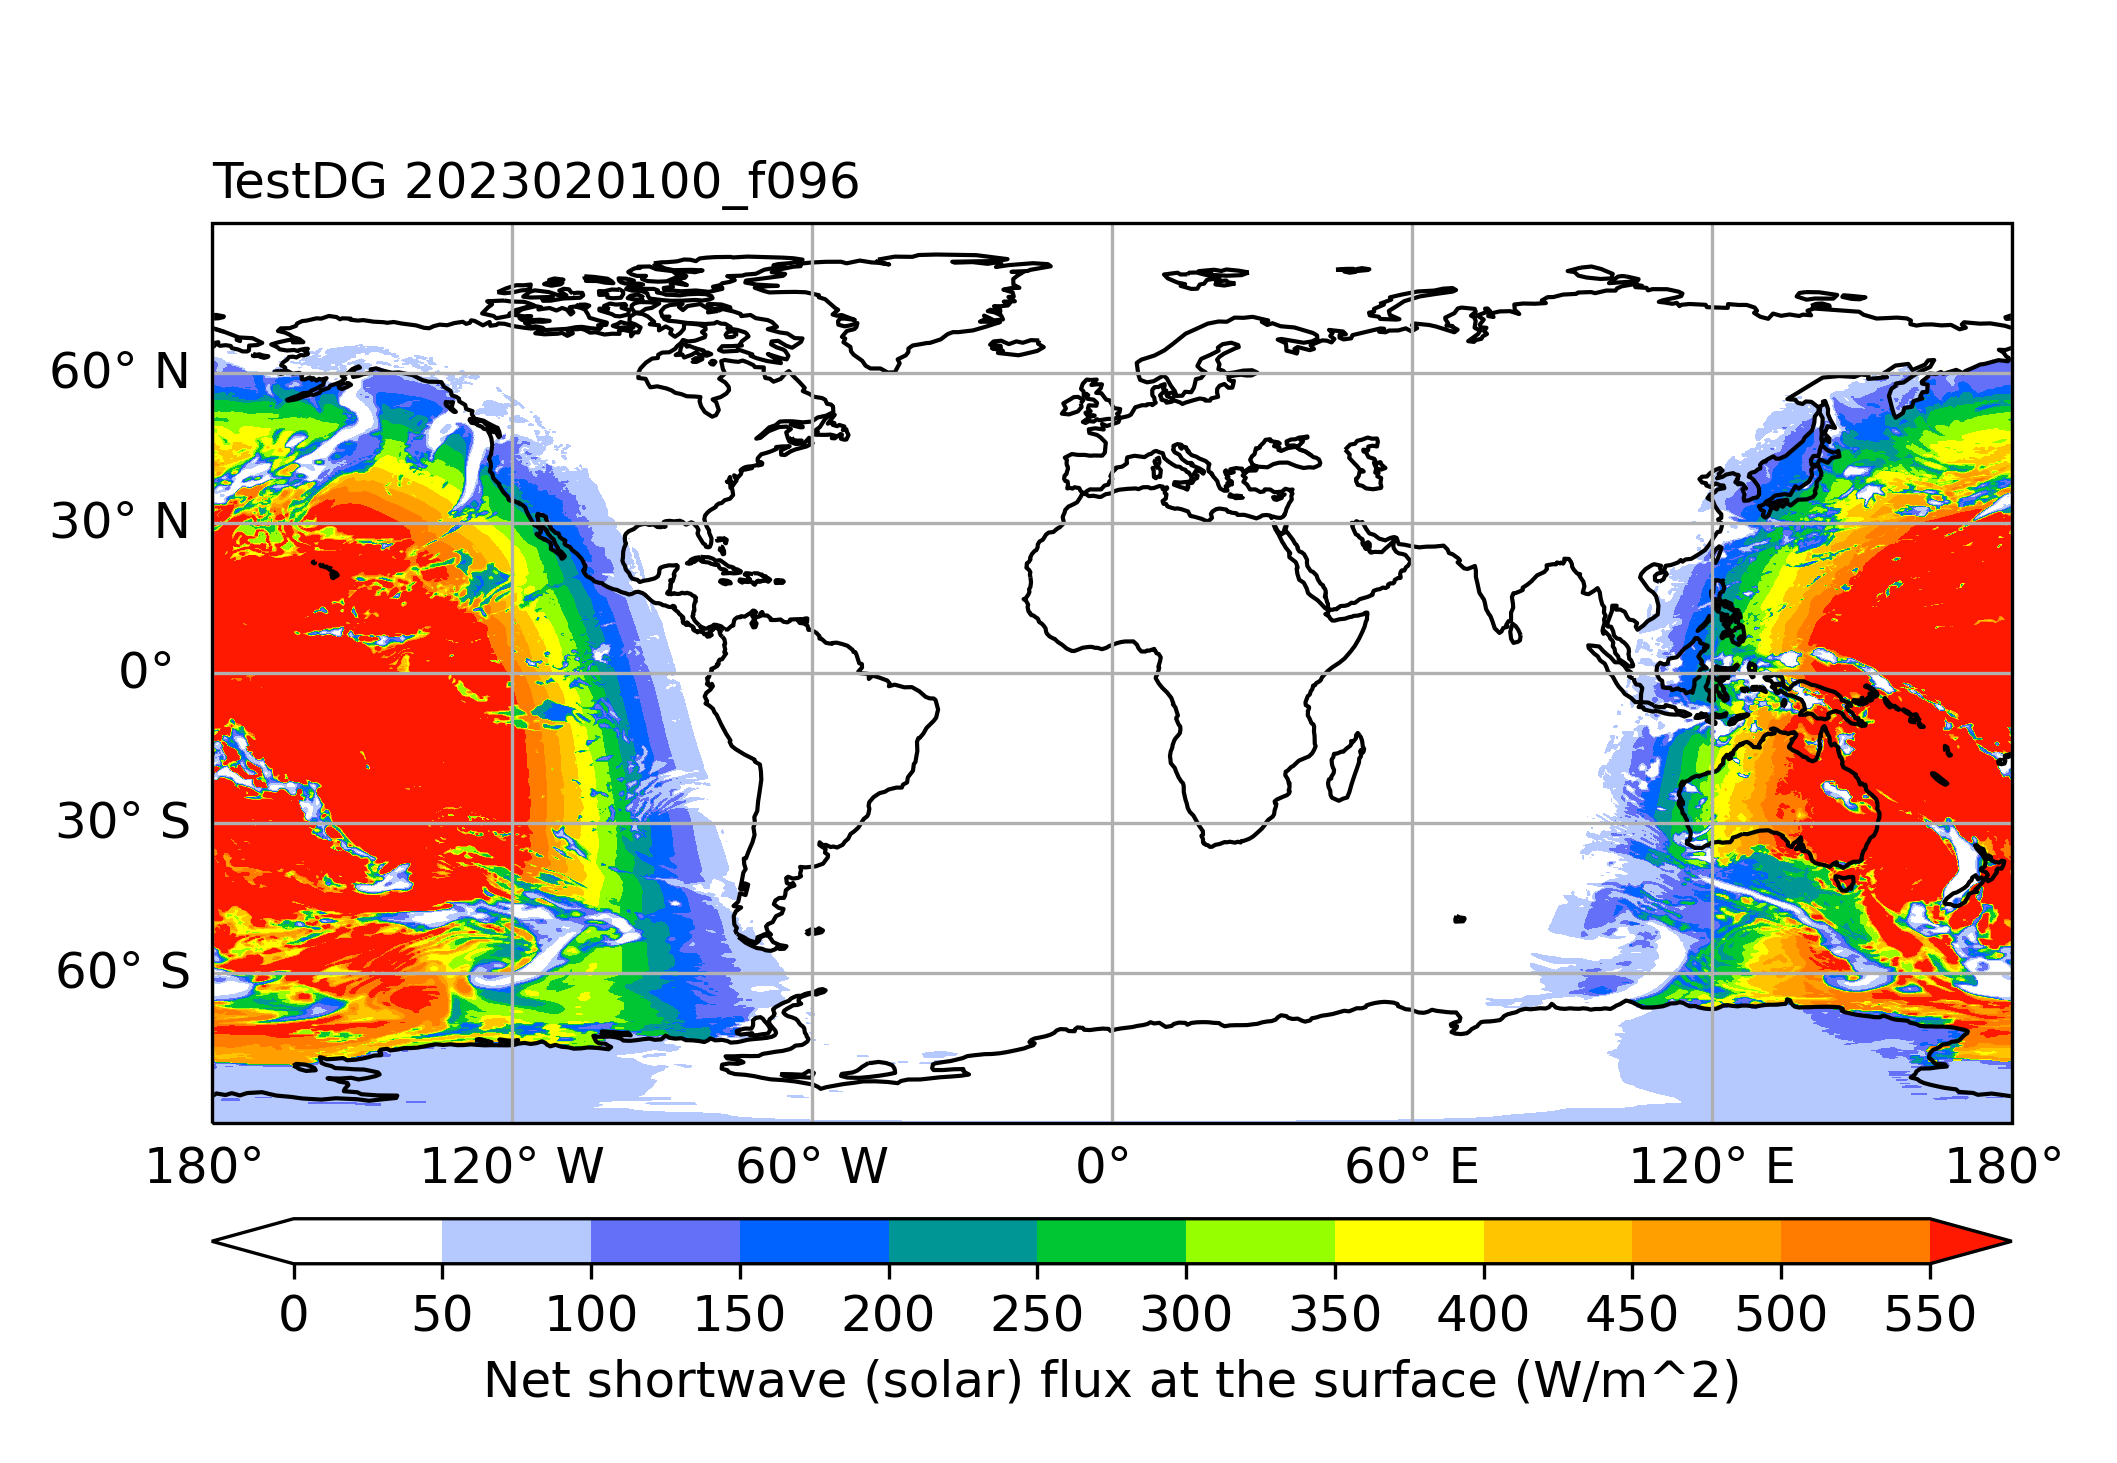 TestDG 2023020100_f096
60° N
30° N
0°
30° S
60° S
180° 120° W 60° W 0° 60° E 120° E 180°
0 50 100 150 200 250 300 350 400 450 500 550
Net shortwave (solar) flux at the surface (W/m^2)